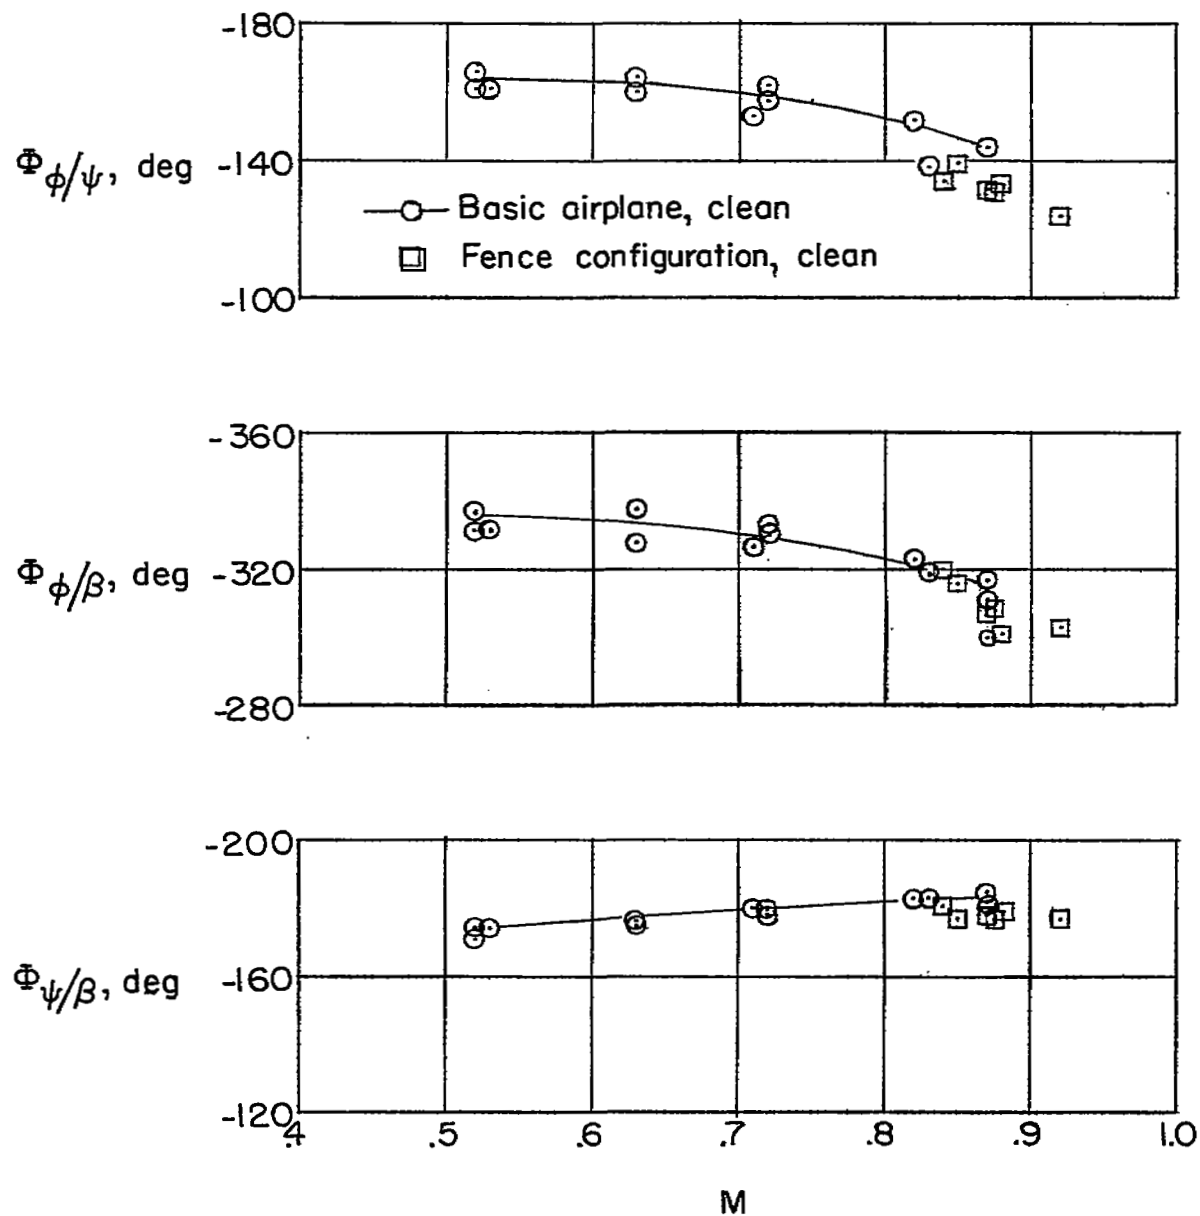 -180
Φφ/ψ, deg -140
Basic airplane, clean
Fence configuration, clean
-100
-360
Φφ/β, deg -320
-280
-200
Φψ/β, deg -160
-120
.4 .5 .6 .7 .8 .9 1.0
M